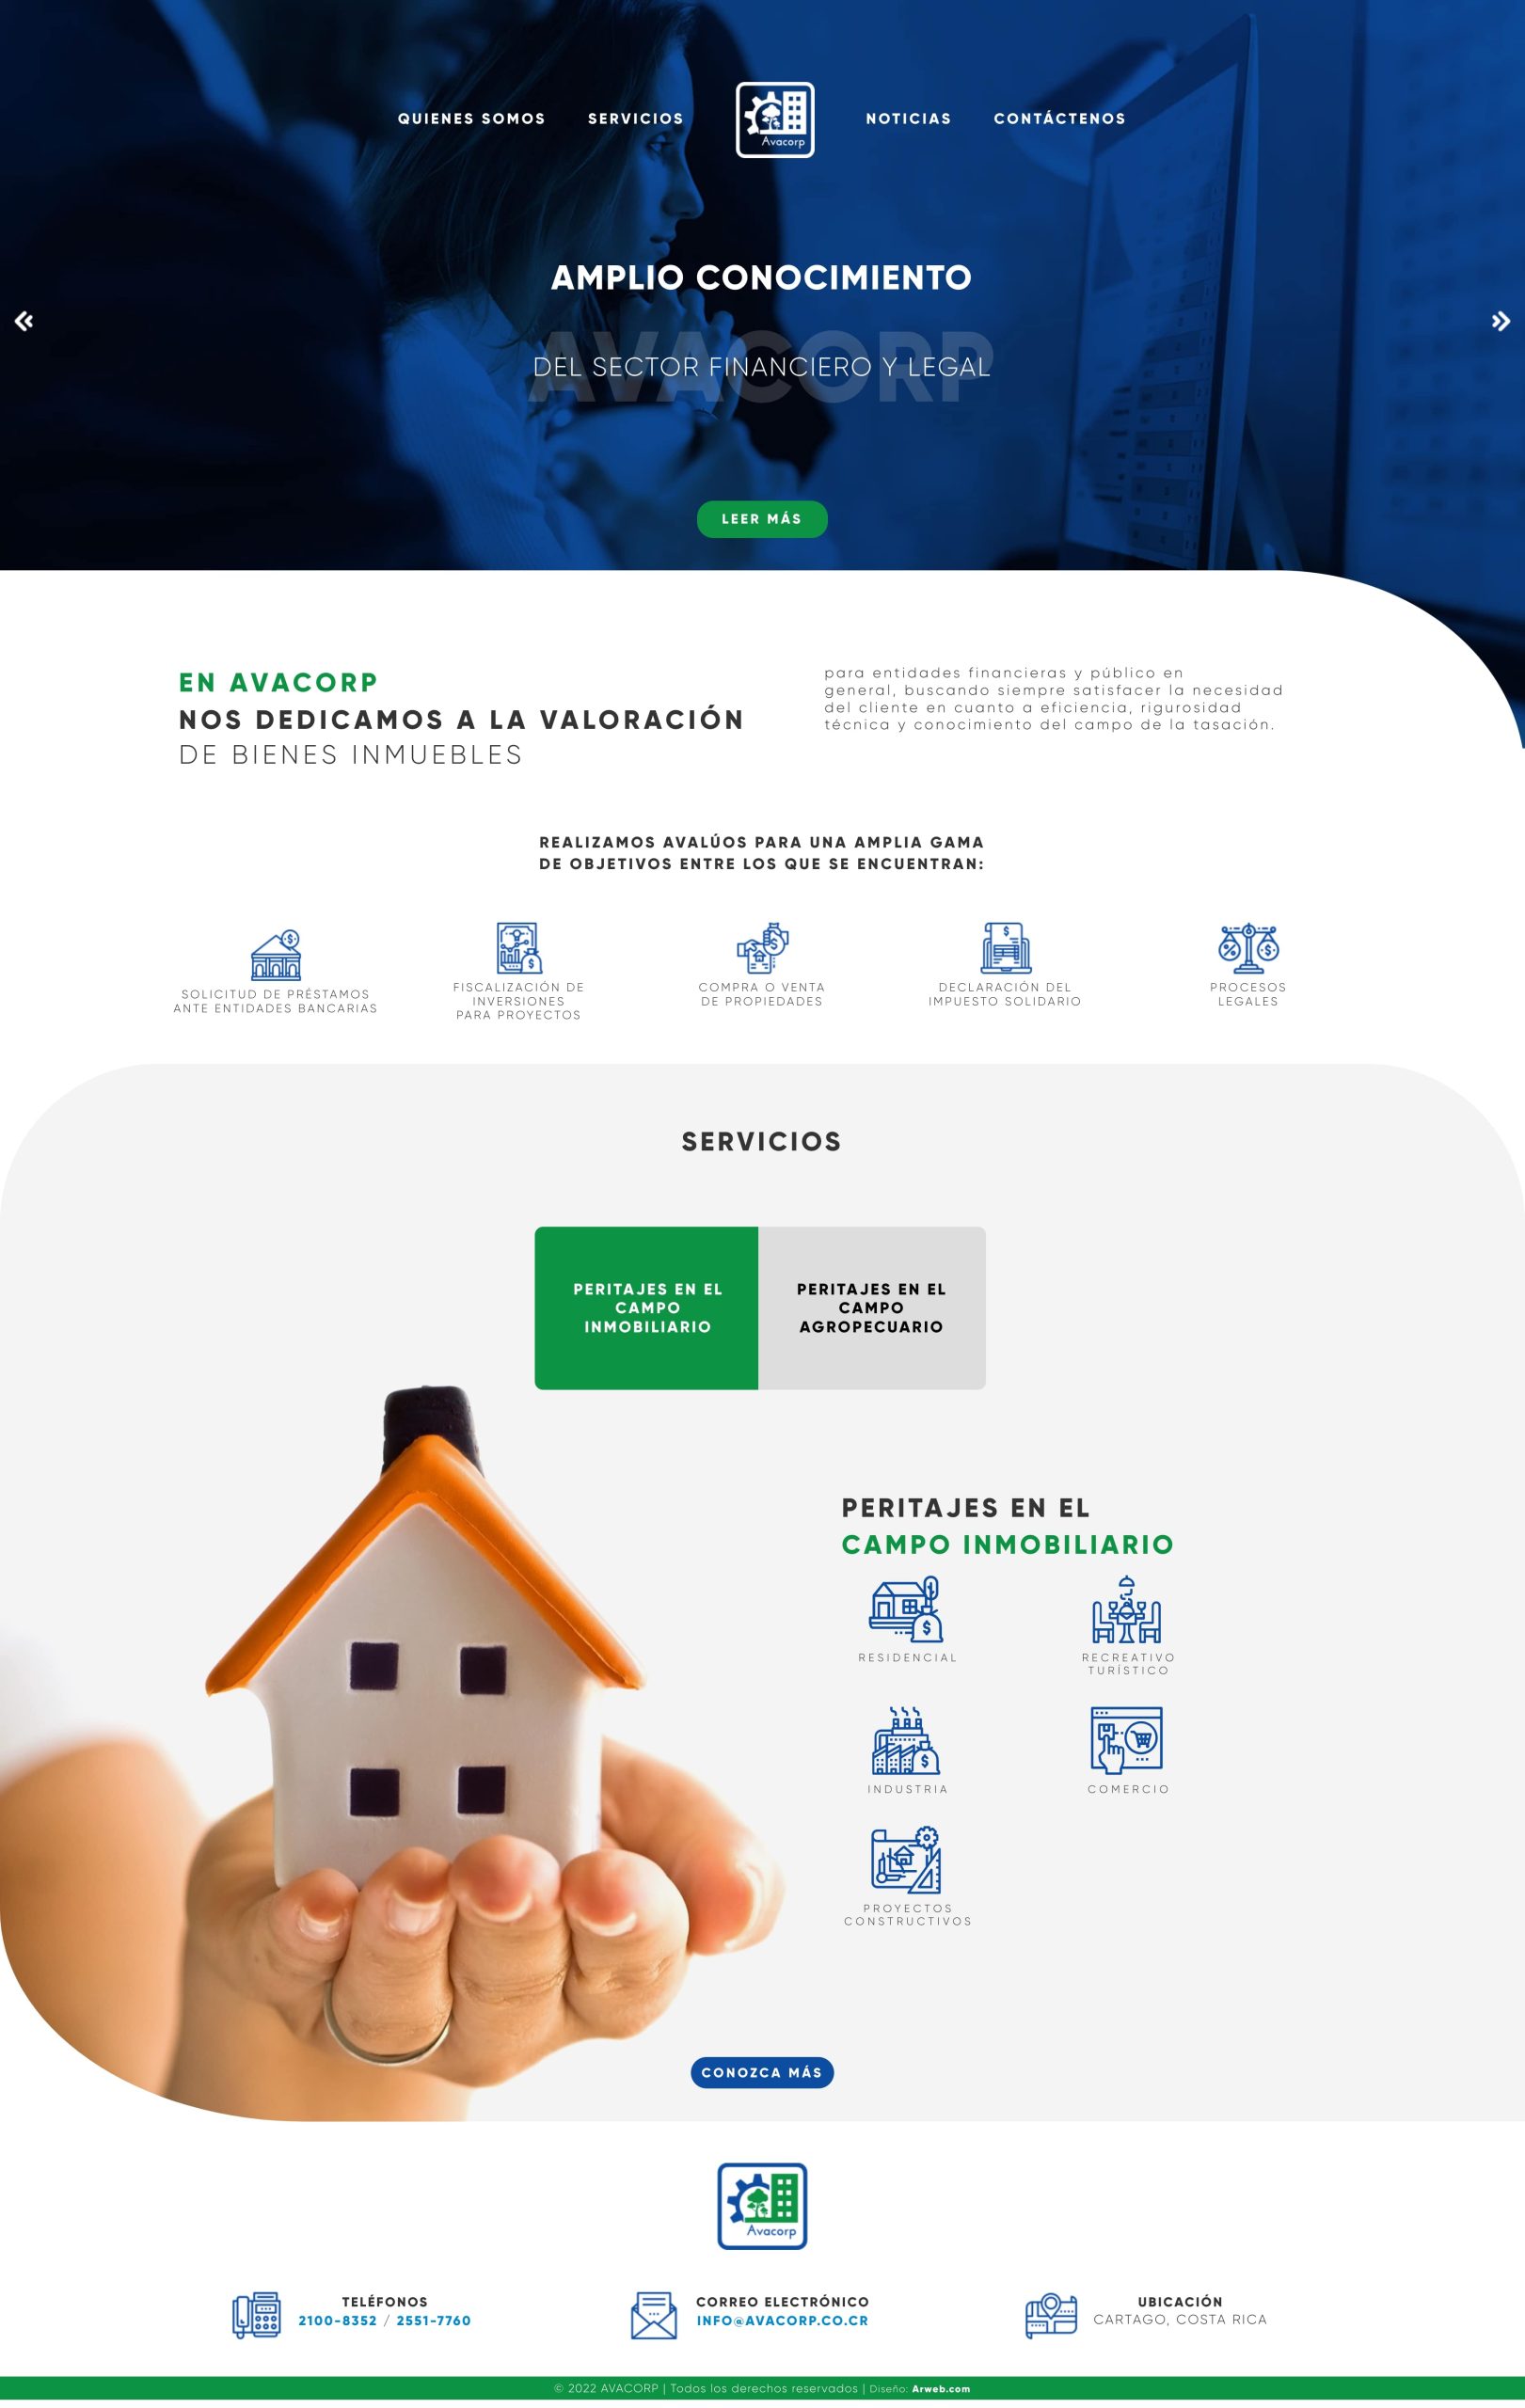 QUIENES SOMOS
SERVICIOS
Avacorp
NOTICIAS
CONTÁCTENOS
AMPLIO CONOCIMIENTO
AVACORP
DEL SECTOR FINANCIERO Y LEGAL
LEER MÁS
EN AVACORP
NOS DEDICAMOS A LA VALORACIÓN
DE BIENES INMUEBLES
para entidades financieras y público en
general, buscando siempre satisfacer la necesidad
del cliente en cuanto a eficiencia, rigurosidad
técnica y conocimiento del campo de la tasación.
REALIZAMOS AVALÚOS PARA UNA AMPLIA GAMA
DE OBJETIVOS ENTRE LOS QUE SE ENCUENTRAN:
SOLICITUD DE PRÉSTAMOS
ANTE ENTIDADES BANCARIAS
FISCALIZACIÓN DE
INVERSIONES
PARA PROYECTOS
COMPRA O VENTA
DE PROPIEDADES
DECLARACIÓN DEL
IMPUESTO SOLIDARIO
PROCESOS
LEGALES
SERVICIOS
PERITAJES EN EL
CAMPO
INMOBILIARIO
PERITAJES EN EL
CAMPO
AGROPECUARIO
PERITAJES EN EL
CAMPO INMOBILIARIO
RESIDENCIAL
RECREATIVO
TURÍSTICO
INDUSTRIA
COMERCIO
PROYECTOS
CONSTRUCTIVOS
CONOZCA MÁS
Avacorp
TELÉFONOS
2100-8352 / 2551-7760
CORREO ELECTRÓNICO
INFO@AVACORP.CO.CR
UBICACIÓN
CARTAGO, COSTA RICA
© 2022 AVACORP | Todos los derechos reservados | Diseño: Arweb.com